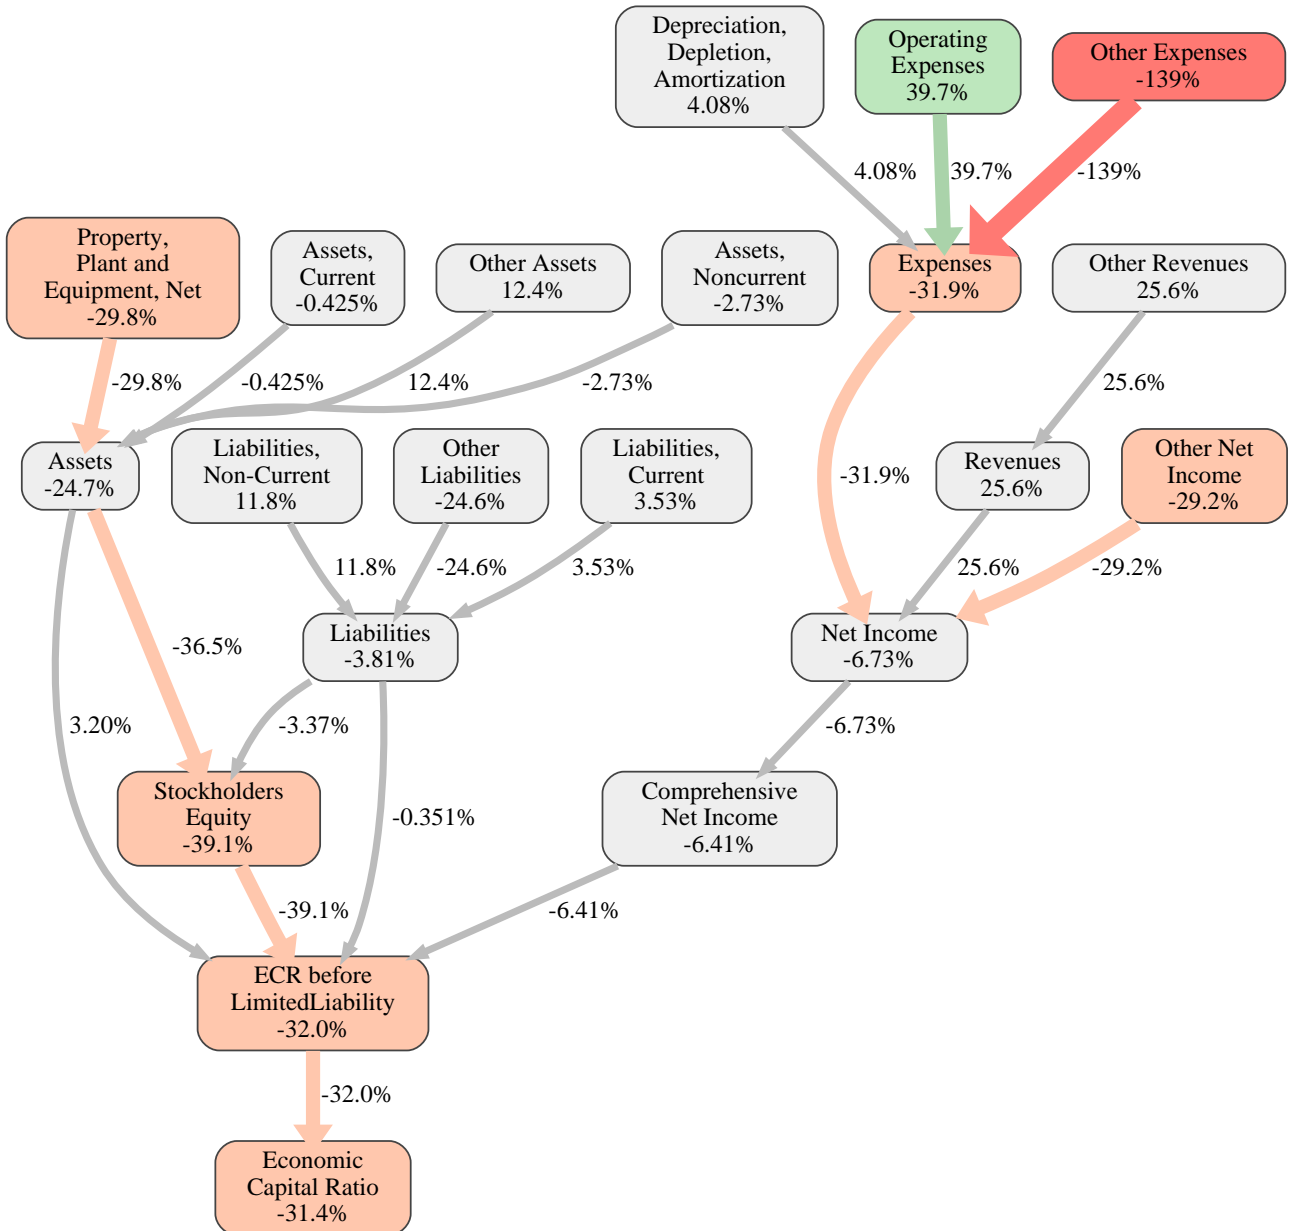 Depreciation,
Depletion,
Amortization
4.08%
Operating
Expenses
39.7%
Other Expenses
-139%
4.08%
39.7%
-139%
Property,
Plant and
Equipment, Net
-29.8%
Assets,
Current
-0.425%
Other Assets
12.4%
Assets,
Noncurrent
-2.73%
Expenses
-31.9%
Other Revenues
25.6%
-29.8%
-0.425%
12.4%
-2.73%
25.6%
Assets
-24.7%
Liabilities,
Non-Current
11.8%
Other
Liabilities
-24.6%
Liabilities,
Current
3.53%
-31.9%
Revenues
25.6%
Other Net
Income
-29.2%
11.8%
-24.6%
3.53%
25.6%
-29.2%
-36.5%
Liabilities
-3.81%
Net Income
-6.73%
3.20%
-3.37%
-6.73%
Stockholders
Equity
-39.1%
-0.351%
Comprehensive
Net Income
-6.41%
-39.1%
-6.41%
ECR before
LimitedLiability
-32.0%
-32.0%
Economic
Capital Ratio
-31.4%